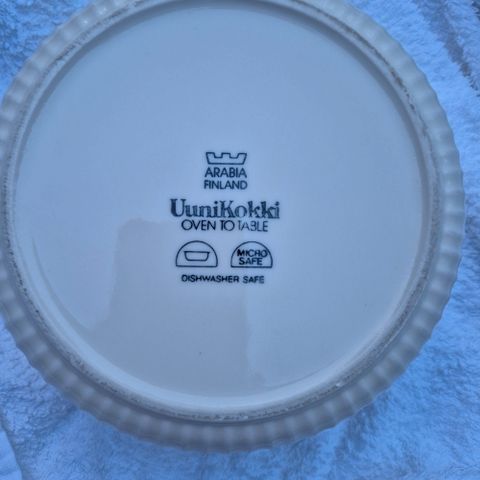 ARABIA
FINLAND
UuniKokki
OVEN TO TABLE
MICRO
SAFE
DISHWASHER SAFE